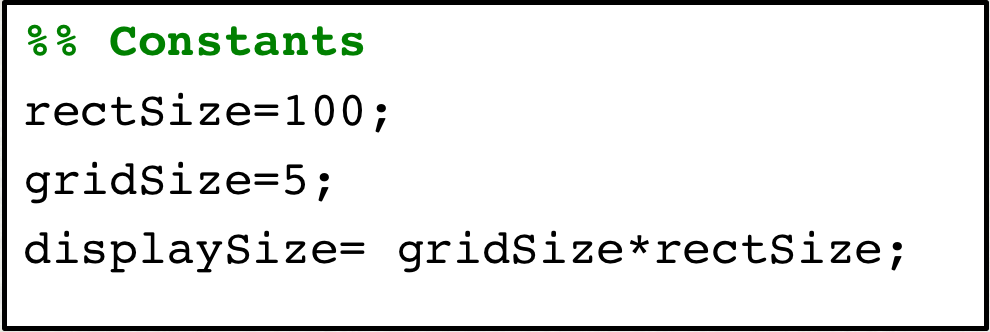 %% Constants
rectSize=100;
gridSize=5;
displaySize= gridSize*rectSize;